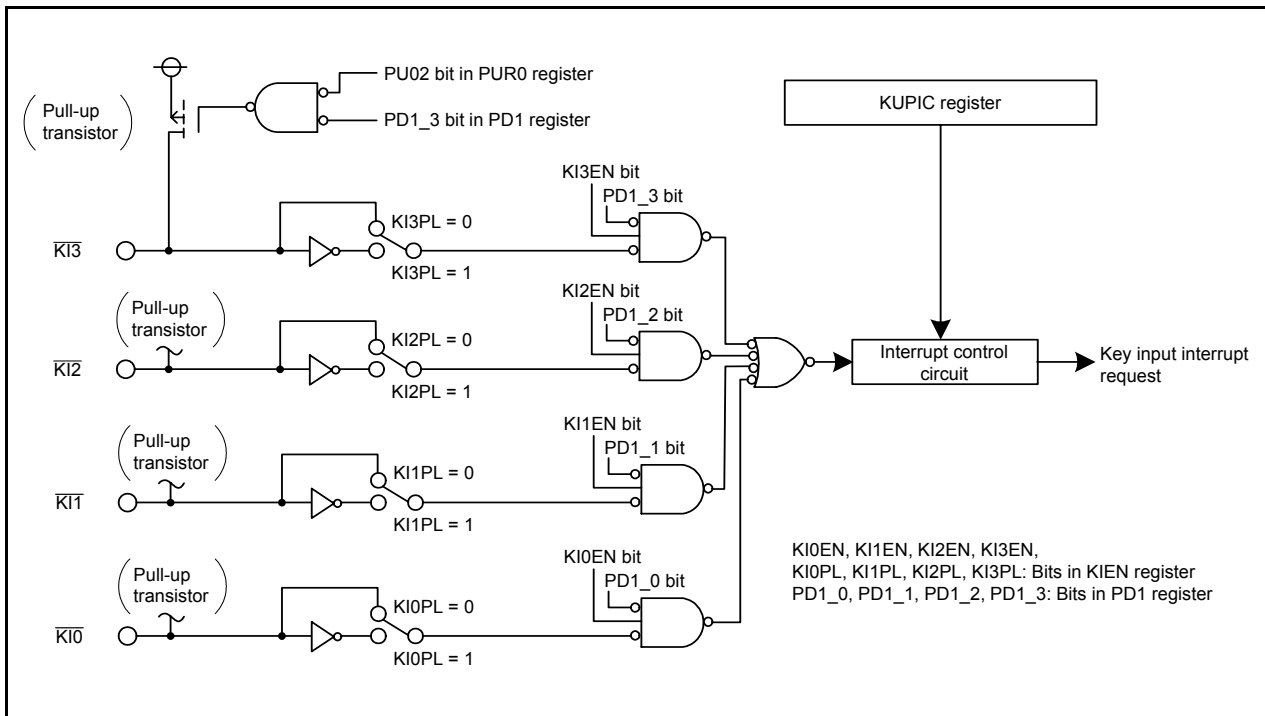 PU02 bit in PUR0 register
Pull-up
transistor
PD1_3 bit in PD1 register
KUPIC register
KI3EN bit
PD1_3 bit
KI3PL = 0
KI3
KI3PL = 1
Pull-up
transistor
KI2EN bit
PD1_2 bit
KI2PL = 0
KI2
KI2PL = 1
Interrupt control
circuit
Key input interrupt
request
Pull-up
transistor
KI1EN bit
PD1_1 bit
KI1PL = 0
KI1
KI1PL = 1
Pull-up
transistor
KI0EN bit
PD1_0 bit
KI0PL = 0
KI0
KI0PL = 1
KI0EN, KI1EN, KI2EN, KI3EN,
KI0PL, KI1PL, KI2PL, KI3PL: Bits in KIEN register
PD1_0, PD1_1, PD1_2, PD1_3: Bits in PD1 register